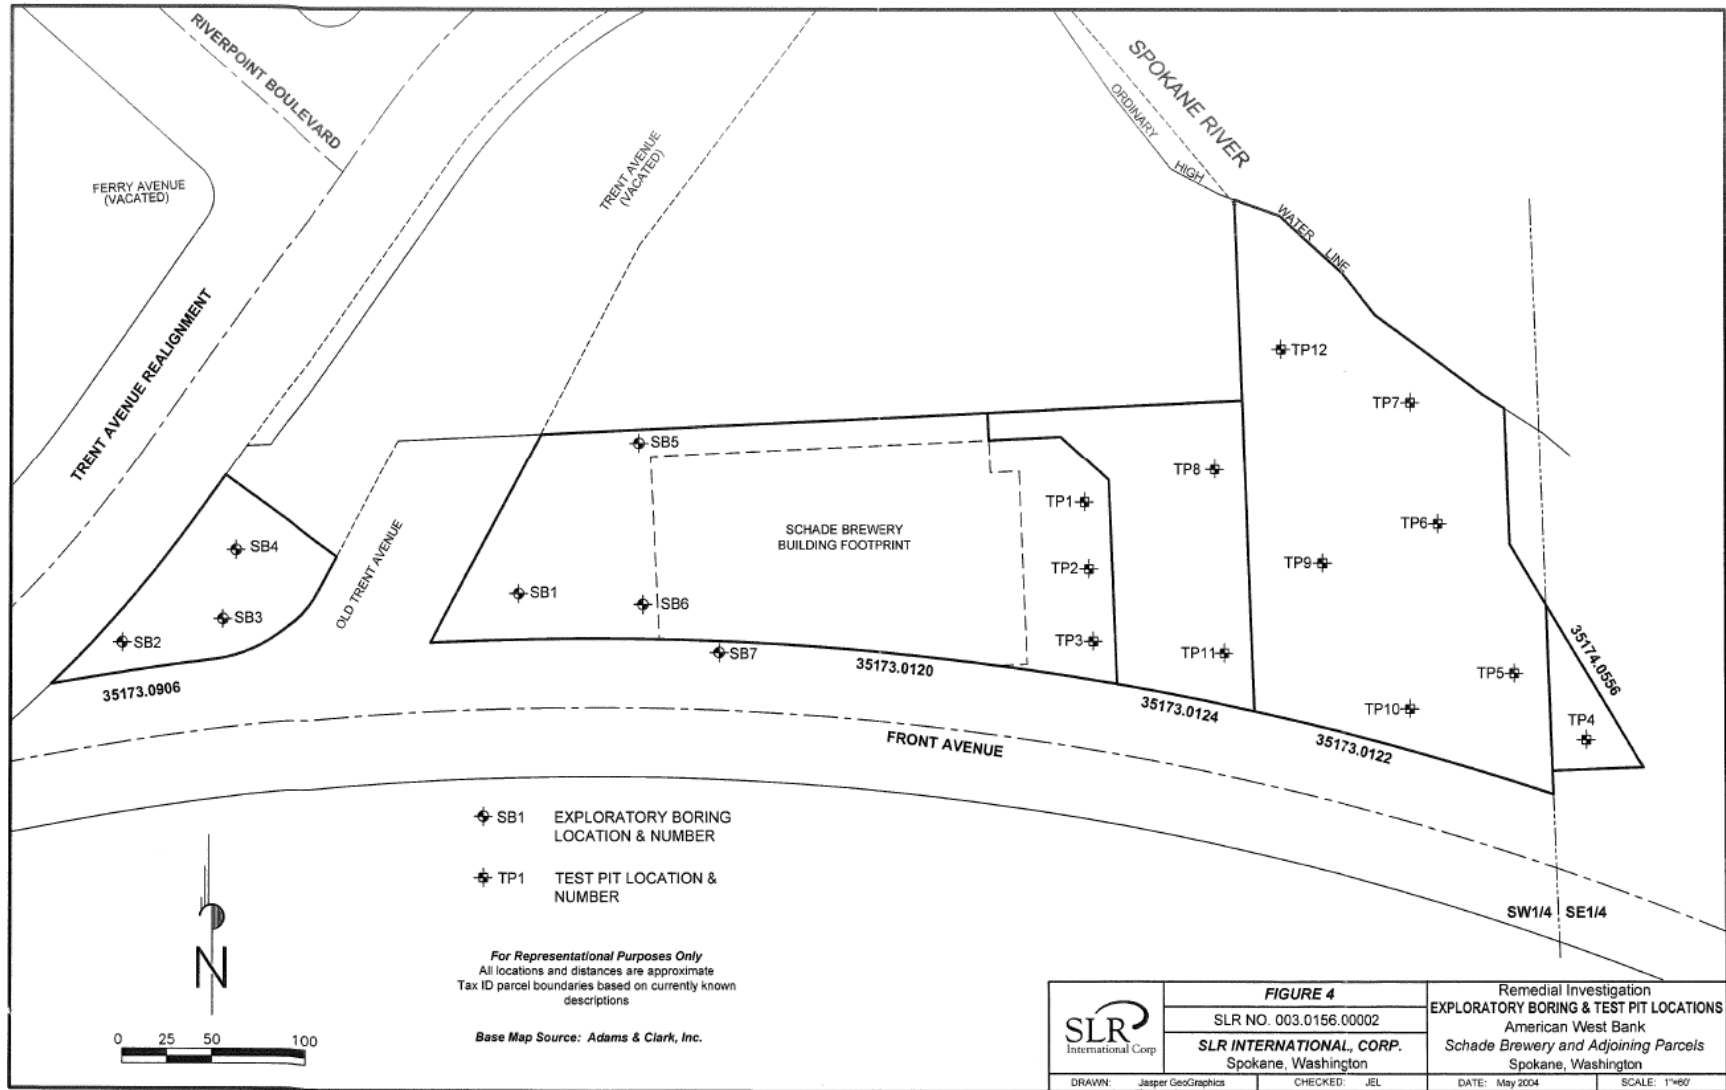 RIVERPOINT BOULEVARD
SPOKANE RIVER
ORDINARY
HIGH
WATER
LINE
FERRY AVENUE
(VACATED)
TRENT AVENUE
(VACATED)
TRENT AVENUE REALIGNMENT
OLD TRENT AVENUE
TP12
TP7
SB5
TP8
TP1
TP6
SCHADE BREWERY
BUILDING FOOTPRINT
SB4
TP9
TP2
SB1
SB6
SB3
SB2
SB7
TP3
TP11
TP5
TP10
TP4
35173.0906
35173.0120
35173.0124
35173.0122
35174.0556
FRONT AVENUE
SW1/4 SE1/4
SB1 EXPLORATORY BORING
LOCATION & NUMBER
TP1 TEST PIT LOCATION &
NUMBER
N
For Representational Purposes Only
All locations and distances are approximate
Tax ID parcel boundaries based on currently known
descriptions
Base Map Source: Adams & Clark, Inc.
0 25 50 100
SLR
International Corp
FIGURE 4
SLR NO. 003.0156.00002
SLR INTERNATIONAL, CORP.
Spokane, Washington
Remedial Investigation
EXPLORATORY BORING & TEST PIT LOCATIONS
American West Bank
Schade Brewery and Adjoining Parcels
Spokane, Washington
DRAWN: Jasper GeoGraphics
CHECKED: JEL
DATE: May 2004
SCALE: 1"=60'